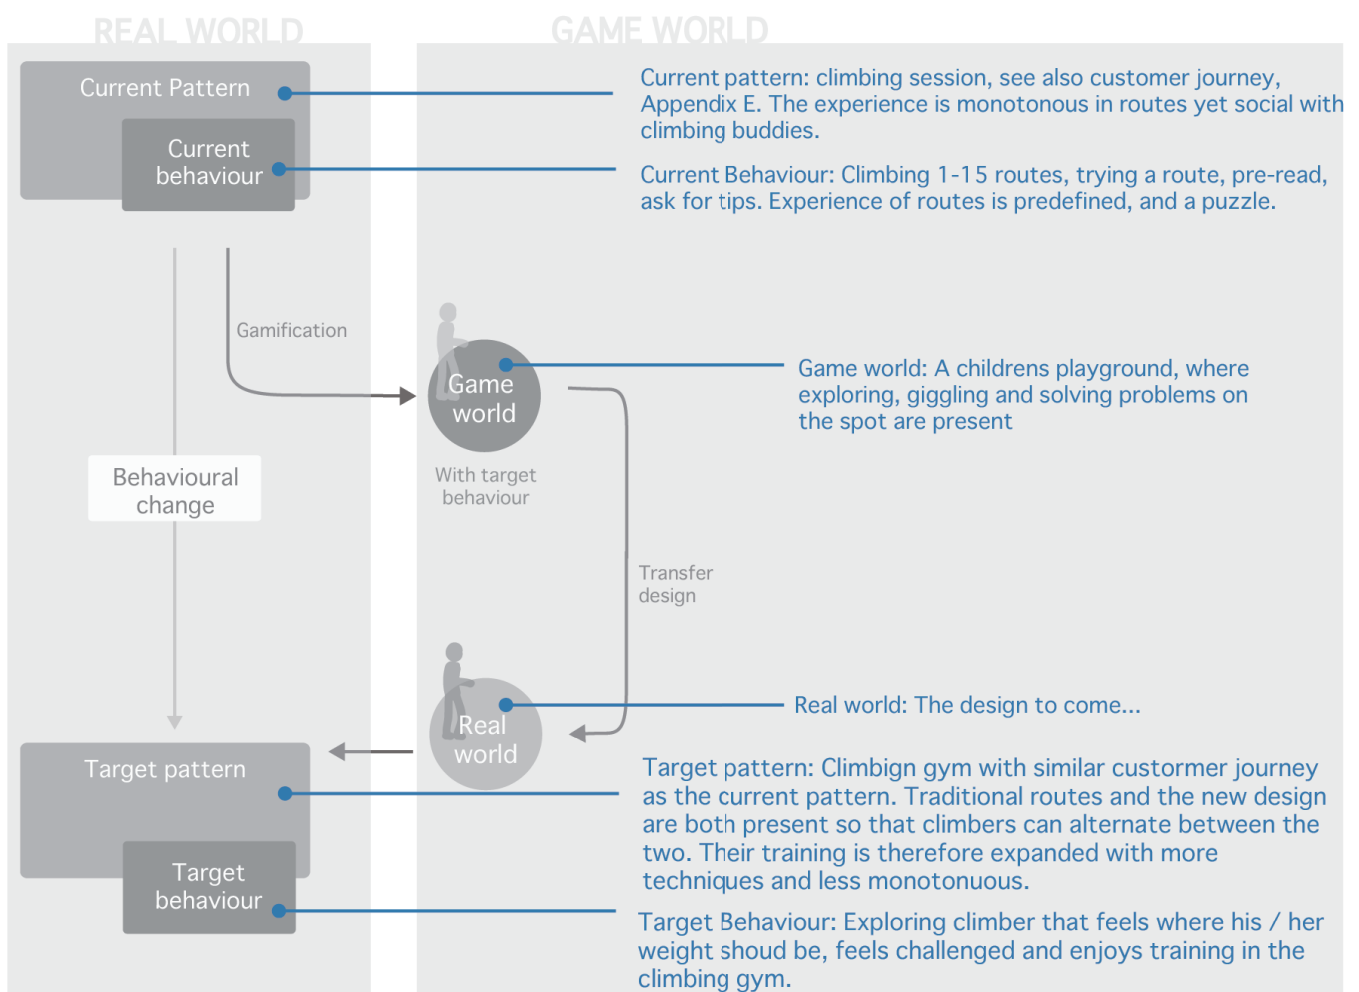 REAL WORLD
GAME WORLD
Current Pattern
Current
behaviour
Current pattern: climbing session, see also customer journey,
Appendix E. The experience is monotonous in routes yet social with
climbing buddies.
Current Behaviour: Climbing 1-15 routes, trying a route, pre-read,
ask for tips. Experience of routes is predefined, and a puzzle.
Gamification
Game
world
With target
behaviour
Game world: A childrens playground, where
exploring, giggling and solving problems on
the spot are present
Behavioural
change
Transfer
design
Real
world
Real world: The design to come...
Target pattern
Target
behaviour
Target pattern: Climbign gym with similar custormer journey
as the current pattern. Traditional routes and the new design
are both present so that climbers can alternate between the
two. Their training is therefore expanded with more
techniques and less monotonuous.
Target Behaviour: Exploring climber that feels where his / her
weight shoud be, feels challenged and enjoys training in the
climbing gym.